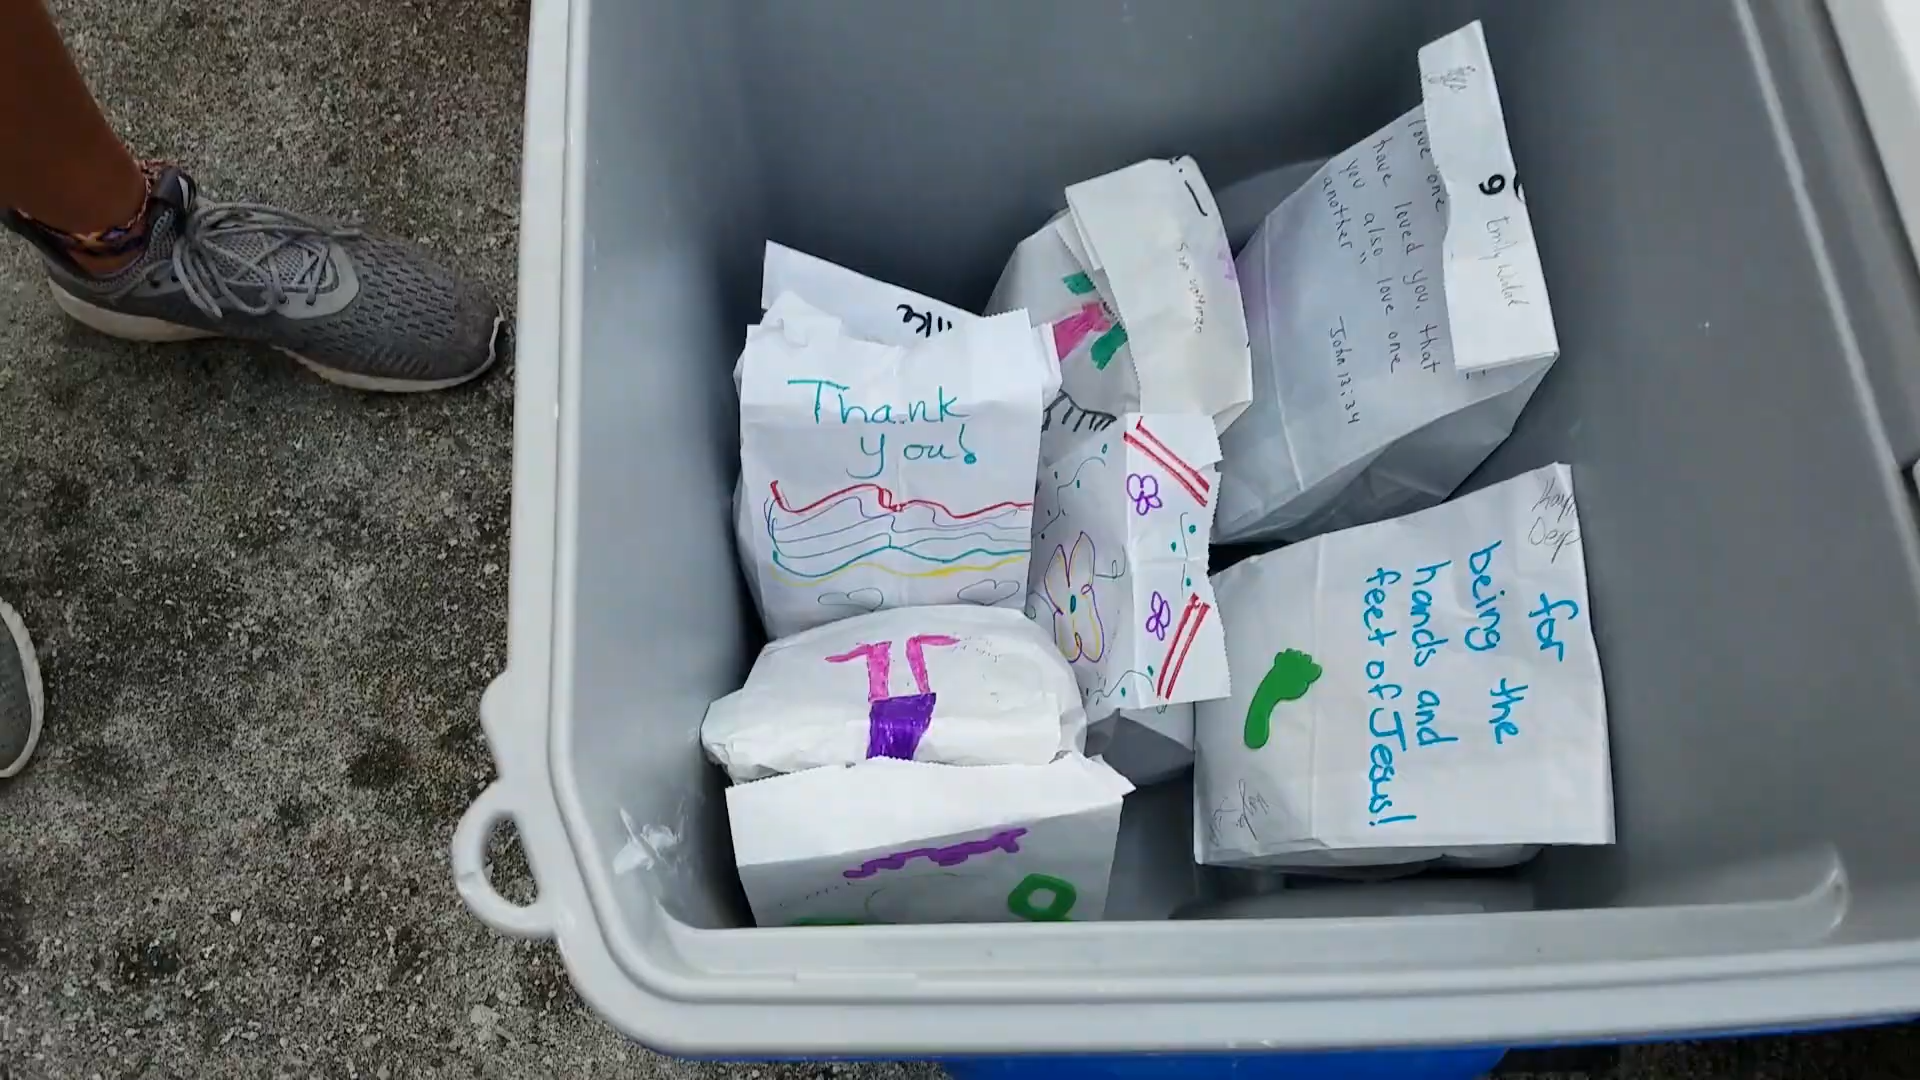 Thank
you!
love one
have loved you, that
you also love one
another"
John 13:34
9
for
being the
hands and
feet of Jesus!